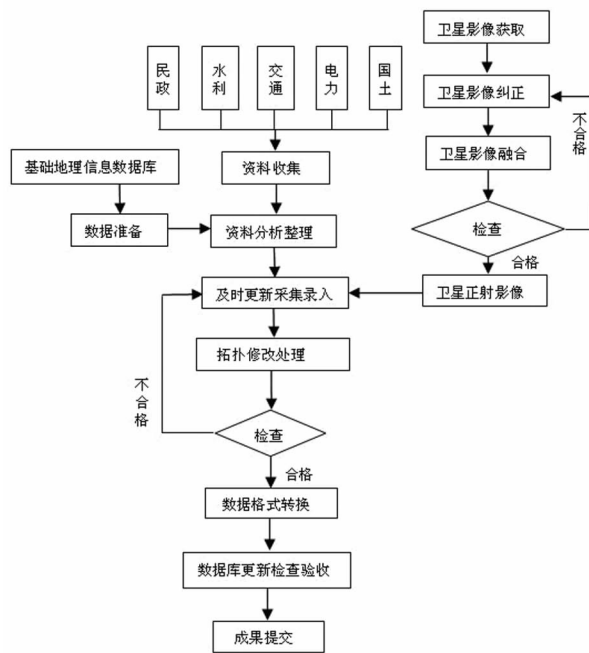 民政
水利
交通
电力
国土
资料收集
基础地理信息数据库
数据准备
资料分析整理
卫星影像获取
卫星影像纠正
卫星影像融合
检查
不合格
合格
卫星正射影像
及时更新采集录入
拓扑修改处理
不合格
检查
合格
数据格式转换
数据库更新检查验收
成果提交